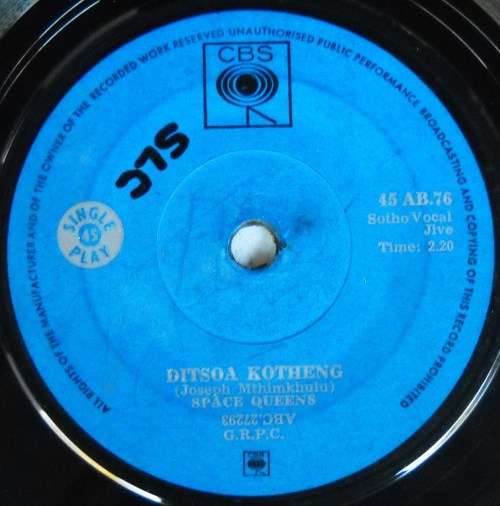 ALL RIGHTS OF THE MANUFACTURER AND OF THE OWNER OF THE RECORDED WORK RESERVED UNAUTHORISED PUBLIC PERFORMANCE BROADCASTING AND COPYING OF THIS RECORD PROHIBITED
CBS
SLC
SINGLE
45
PLAY
45 AB.76
Sotho Vocal
Jive
Time: 2.20
DITSOA KOTHENG
(Joseph Mthimkhulu)
SPACE QUEENS
ABC.27293
G.R.P.C.